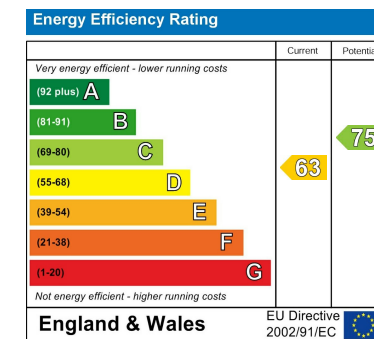 Energy Efficiency Rating
Current Potentia
Very energy efficient - lower running costs
(92 plus) A
(81-91) B
(69-80) C
75
(55-68) D
63
(39-54) E
(21-38) F
(1-20) G
Not energy efficient - higher running costs
England & Wales
EU Directive
2002/91/EC